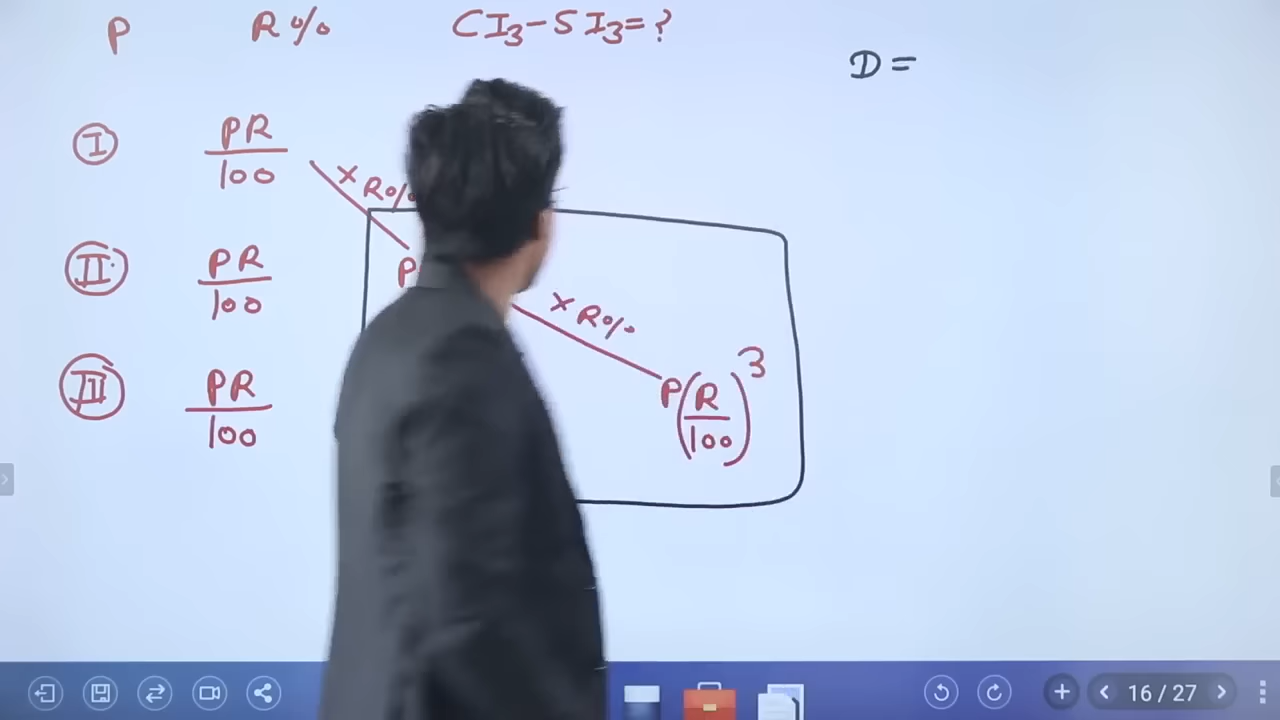 P R% CI₃-SI₃=?
D=
I PR/100 × R%
II PR/100 P × R%
III PR/100 P(R/100)³
16 / 27